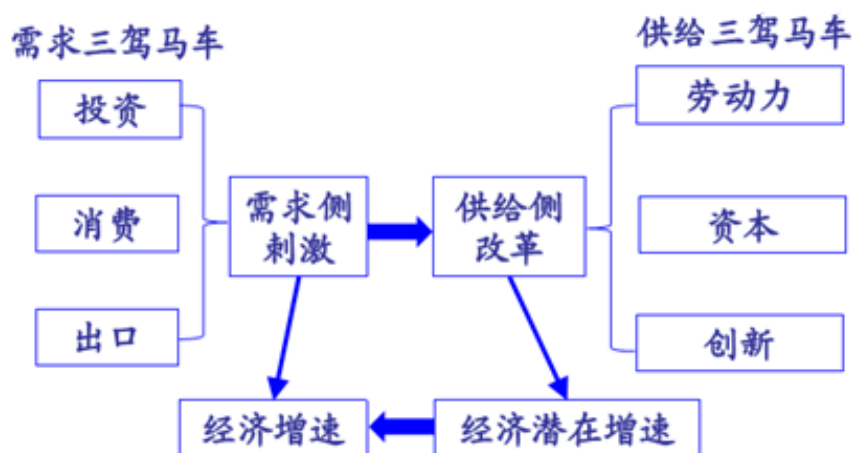 需求三驾马车
供给三驾马车
投资
劳动力
消费
需求侧
刺激
供给侧
改革
资本
出口
创新
经济增速
经济潜在增速